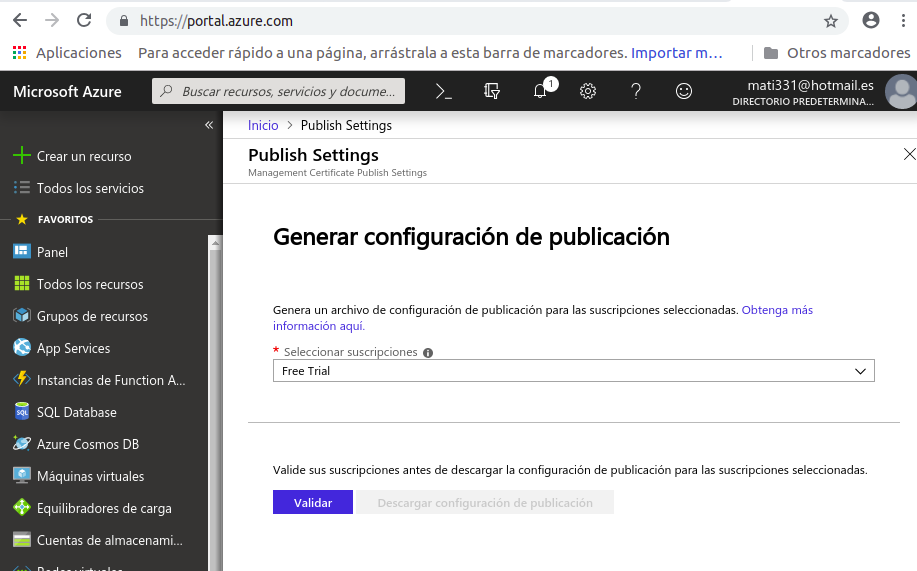 https://portal.azure.com
Aplicaciones
Para acceder rápido a una página, arrástrala a esta barra de marcadores. Importar m…
Otros marcadores
Microsoft Azure
Buscar recursos, servicios y docume...
1
mati331@hotmail.es
DIRECTORIO PREDETERMINA...
«
Inicio > Publish Settings
Crear un recurso
Todos los servicios
FAVORITOS
Panel
Todos los recursos
Grupos de recursos
App Services
Instancias de Function A...
SQL Database
Azure Cosmos DB
Máquinas virtuales
Equilibradores de carga
Cuentas de almacenami...
Redes virtuales
Publish Settings
Management Certificate Publish Settings
Generar configuración de publicación
Genera un archivo de configuración de publicación para las suscripciones seleccionadas. Obtenga más
información aquí.
* Seleccionar suscripciones
Free Trial
Valide sus suscripciones antes de descargar la configuración de publicación para las suscripciones seleccionadas.
Validar
Descargar configuración de publicación